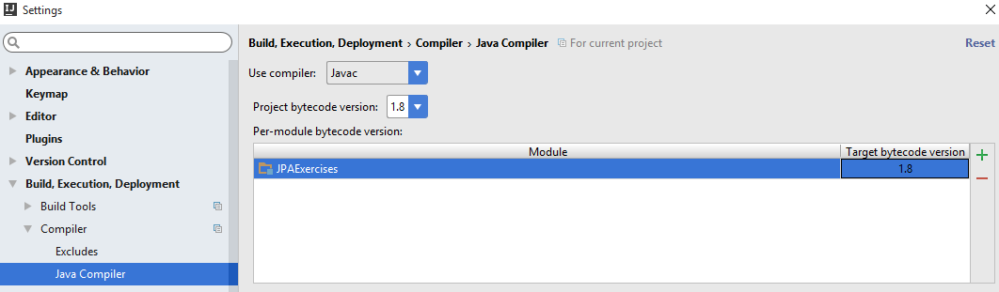 IJ Settings
Build, Execution, Deployment › Compiler › Java Compiler For current project Reset
Appearance & Behavior
Keymap
Editor
Plugins
Version Control
Build, Execution, Deployment
Build Tools
Compiler
Excludes
Java Compiler
Use compiler: Javac
Project bytecode version: 1.8
Per-module bytecode version:
Module Target bytecode version
JPAExercises 1.8